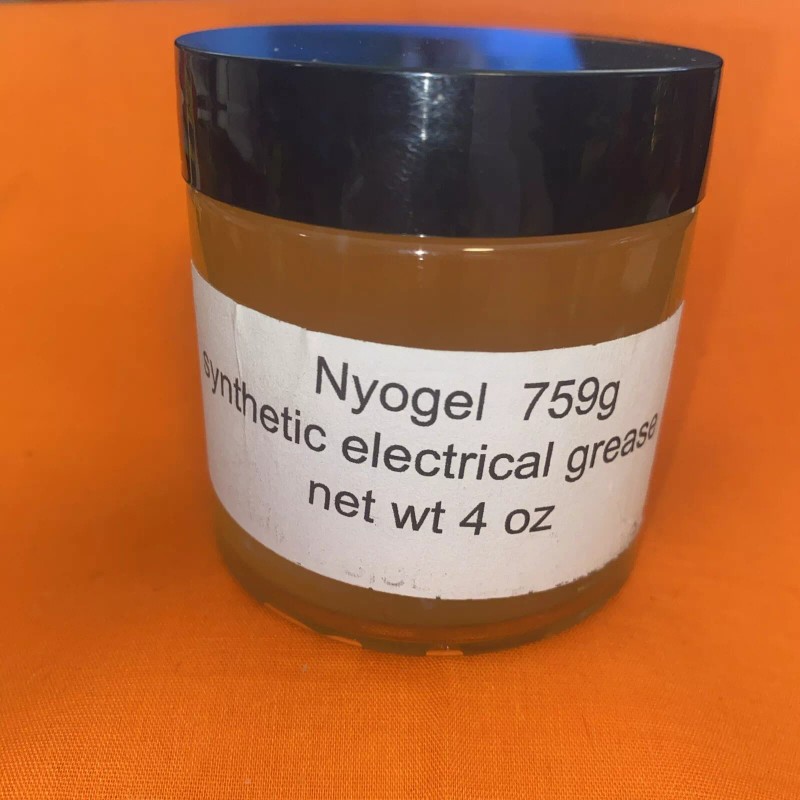 Nyogel 759g
synthetic electrical grease
net wt 4 oz